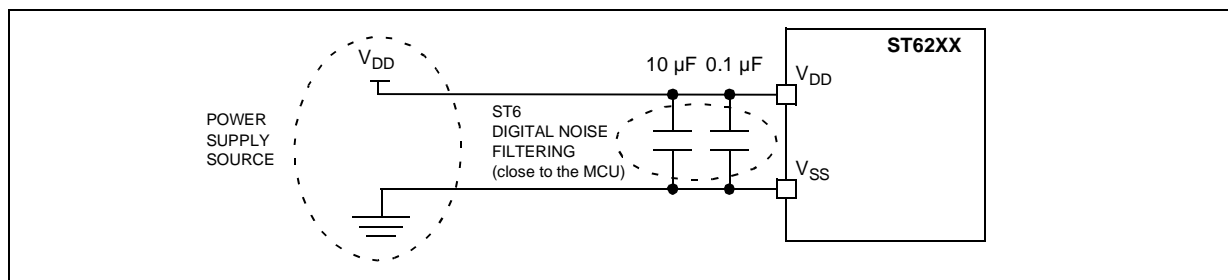 ST62XX
VDD
10 µF 0.1 µF
VDD
POWER
SUPPLY
SOURCE
ST6
DIGITAL NOISE
FILTERING
(close to the MCU)
VSS